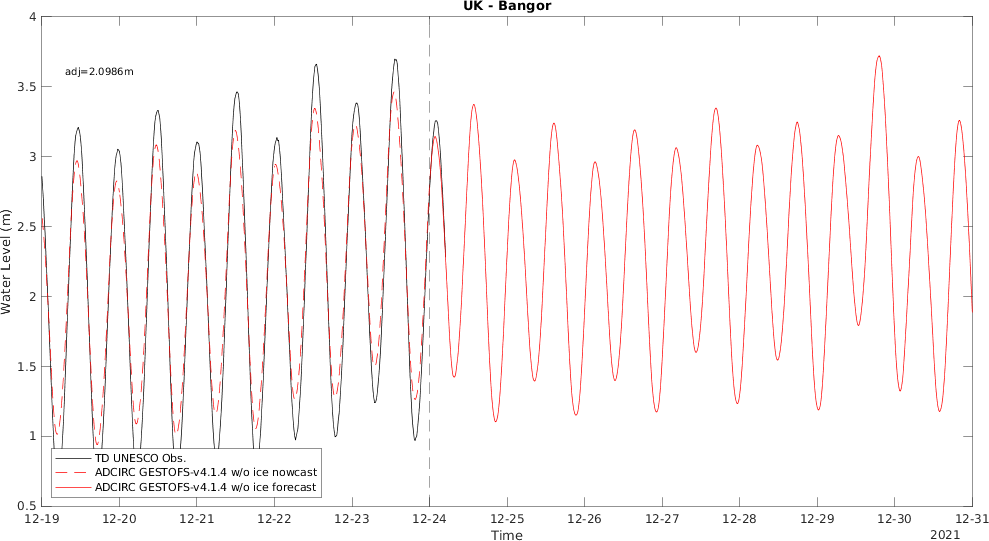 UK - Bangor
adj=2.0986m
Water Level (m)
4
3.5
3
2.5
2
1.5
1
0.5
TD UNESCO Obs.
ADCIRC GESTOFS-v4.1.4 w/o ice nowcast
ADCIRC GESTOFS-v4.1.4 w/o ice forecast
12-19 12-20 12-21 12-22 12-23 12-24 12-25 12-26 12-27 12-28 12-29 12-30 12-31
Time
2021